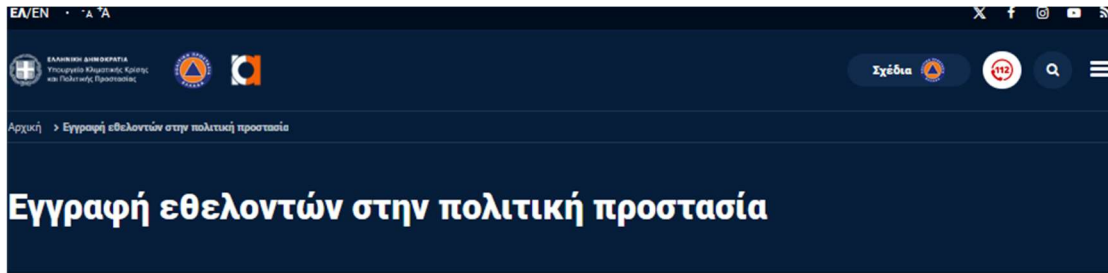 ΕΛ/EN · -A +A
ΕΛΛΗΝΙΚΗ ΔΗΜΟΚΡΑΤΙΑ
Υπουργείο Κλιματικής Κρίσης
και Πολιτικής Προστασίας
Σχέδια
112
Αρχική > Εγγραφή εθελοντών στην πολιτική προστασία
Εγγραφή εθελοντών στην πολιτική προστασία